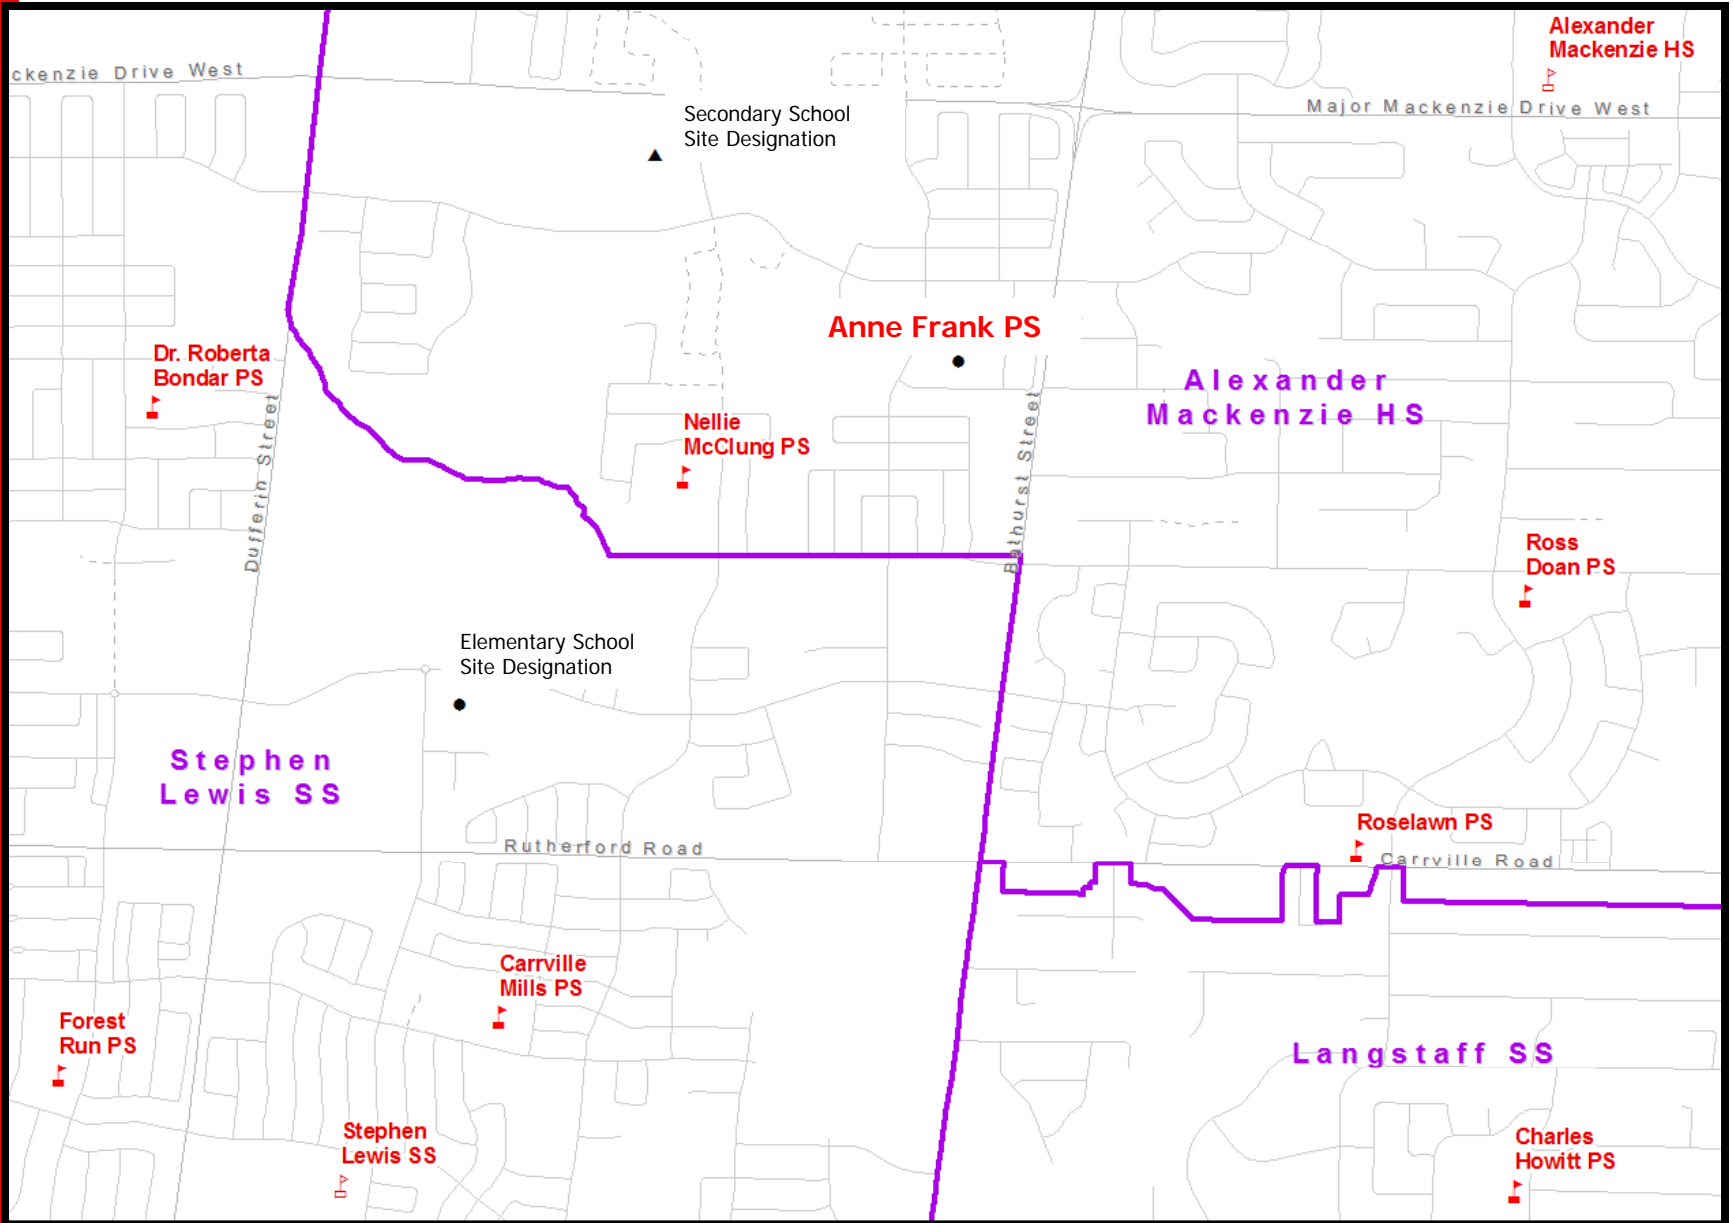 Alexander
Mackenzie HS
ckenzie Drive West
Major Mackenzie Drive West
Secondary School
Site Designation
Anne Frank PS
Dr. Roberta
Bondar PS
Alexander
Mackenzie HS
Nellie
McClung PS
Dufferin Street
Bathurst Street
Ross
Doan PS
Elementary School
Site Designation
Stephen
Lewis SS
Roselawn PS
Rutherford Road
Carrville Road
Carrville
Mills PS
Forest
Run PS
Langstaff SS
Stephen
Lewis SS
Charles
Howitt PS